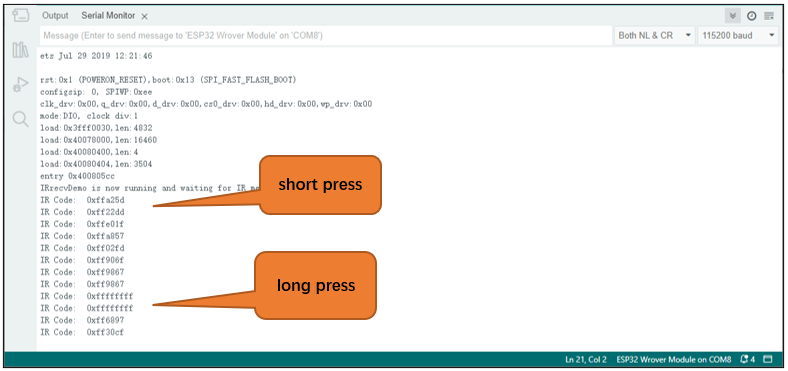 Output Serial Monitor
Message (Enter to send message to 'ESP32 Wrover Module' on 'COM8')
Both NL & CR
115200 baud
ets Jul 29 2019 12:21:46
rst:0x1 (POWERON_RESET),boot:0x13 (SPI_FAST_FLASH_BOOT)
configsip: 0, SPIWP:0xee
clk_drv:0x00,q_drv:0x00,d_drv:0x00,cs0_drv:0x00,hd_drv:0x00,wp_drv:0x00
mode:DIO, clock div:1
load:0x3fff0030,len:4832
load:0x40078000,len:16460
load:0x40080400,len:4
load:0x40080404,len:3504
entry 0x400805cc
IRrecvDemo is now running and waiting for IR
short press
IR Code: 0xffa25d
IR Code: 0xff22dd
IR Code: 0xffe01f
IR Code: 0xffa857
IR Code: 0xff02fd
IR Code: 0xff906f
IR Code: 0xff9867
IR Code: 0xff9867
long press
IR Code: 0xffffffff
IR Code: 0xffffffff
IR Code: 0xff6897
IR Code: 0xff30cf
Ln 21, Col 2 ESP32 Wrover Module on COM8 4